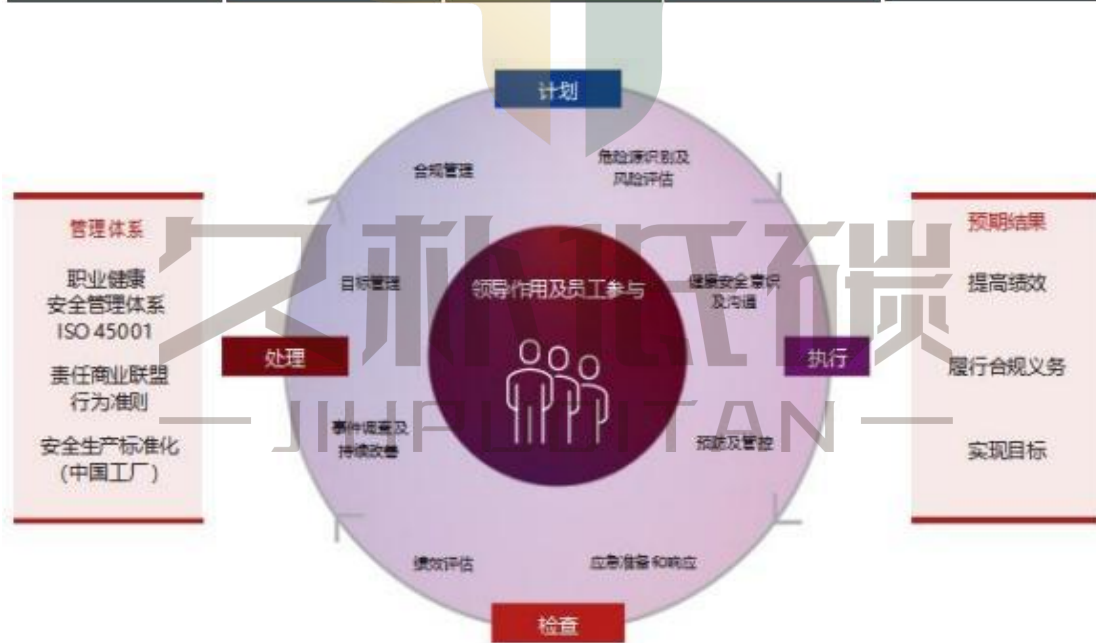 计划
合规管理
危险源识别及
风险评估
管理体系
职业健康
安全管理体系
ISO 45001
责任商业联盟
行为准则
安全生产标准化
(中国工厂)
目标管理
领导作用及员工参与
健康安全意识
及沟通
处理
执行
事件调查及
持续改善
预防及管控
绩效评估
应急准备和响应
检查
预期结果
提高绩效
履行合规义务
实现目标
久朴低碳
JIUPUDITAN